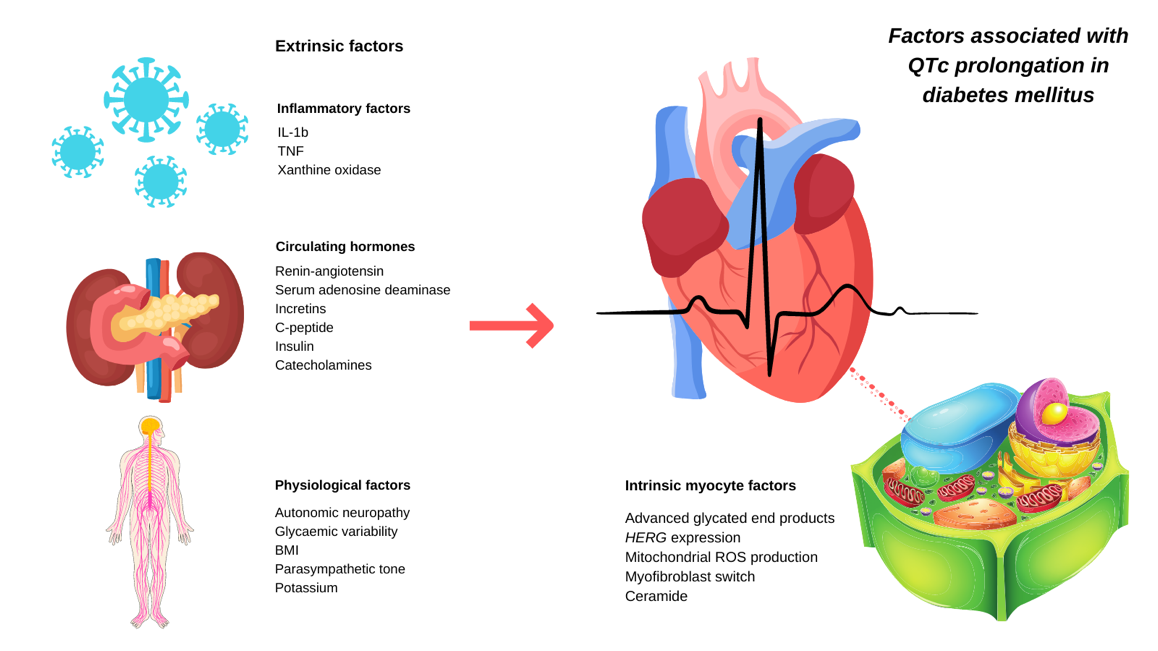 Factors associated with
QTc prolongation in
diabetes mellitus
Extrinsic factors
Inflammatory factors
IL-1b
TNF
Xanthine oxidase
Circulating hormones
Renin-angiotensin
Serum adenosine deaminase
Incretins
C-peptide
Insulin
Catecholamines
Physiological factors
Autonomic neuropathy
Glycaemic variability
BMI
Parasympathetic tone
Potassium
Intrinsic myocyte factors
Advanced glycated end products
HERG expression
Mitochondrial ROS production
Myofibroblast switch
Ceramide